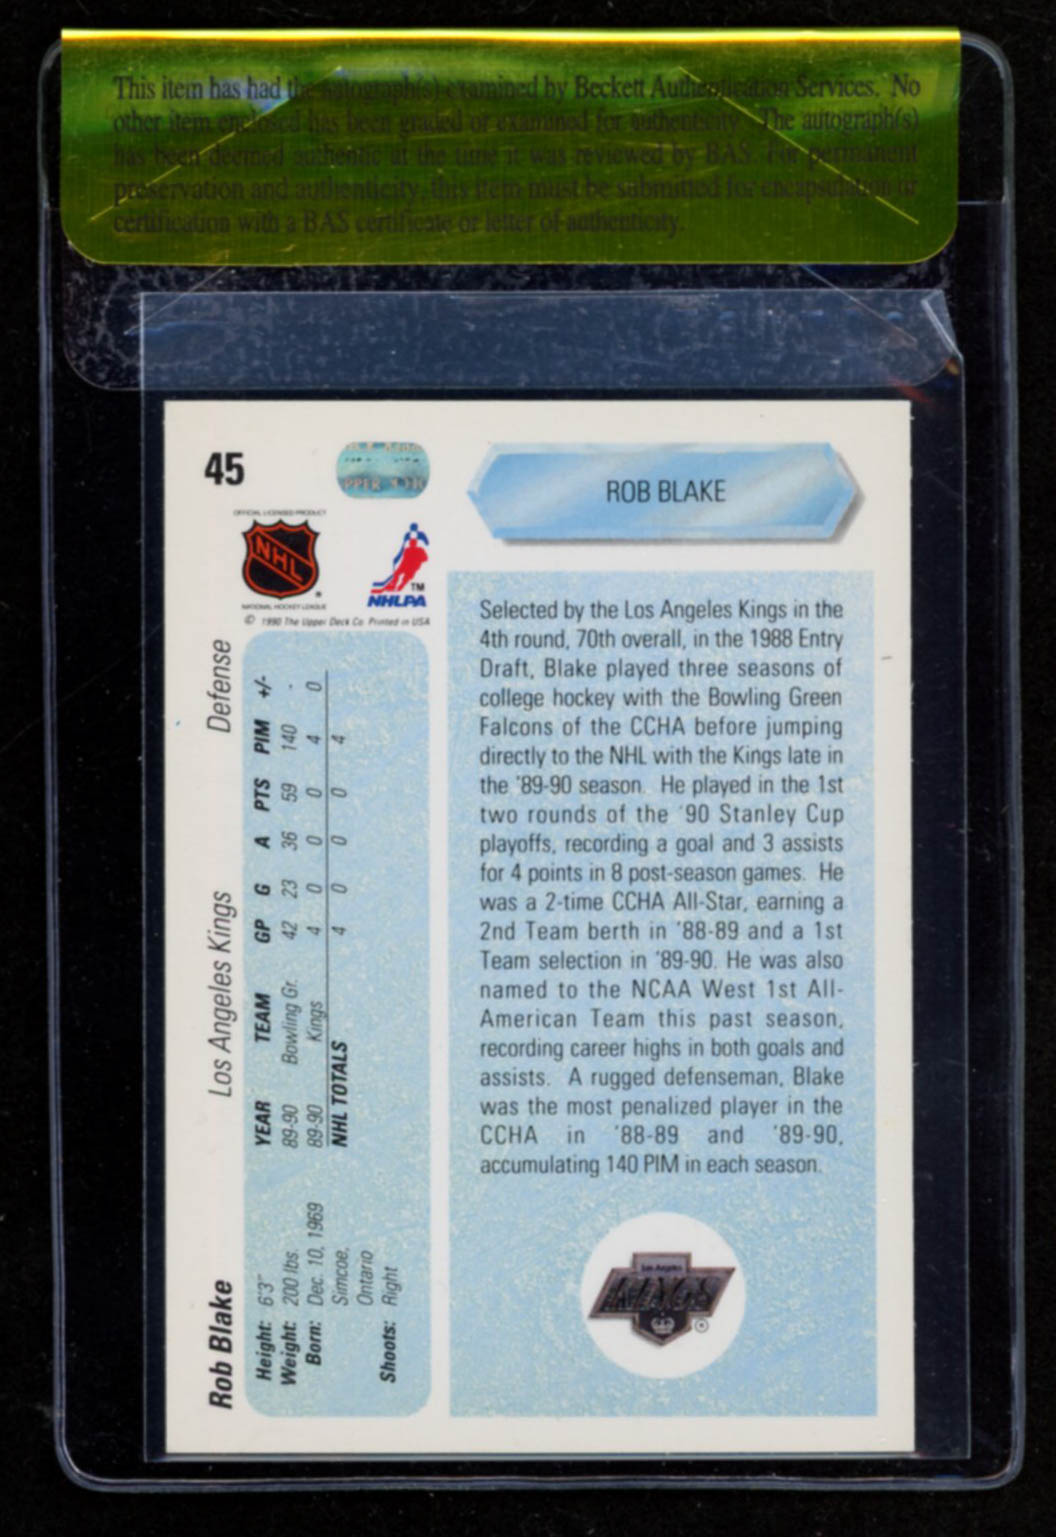 This item has had the autograph(s) examined by Beckett Authentication Services. No
other item enclosed has been graded or examined for authenticity. The autograph(s)
has been deemed authentic at the time it was reviewed by BAS. For permanent
preservation and authenticity, this item must be submitted for encapsulation or
certification with a BAS certificate or letter of authenticity.
45
OFFICIAL LICENSED PRODUCT
NHL
NATIONAL HOCKEY LEAGUE
TM
NHLPA
© 1990 The Upper Deck Co. Printed in USA
ROB BLAKE
Selected by the Los Angeles Kings in the
4th round, 70th overall, in the 1988 Entry
Draft, Blake played three seasons of
college hockey with the Bowling Green
Falcons of the CCHA before jumping
directly to the NHL with the Kings late in
the '89-90 season. He played in the 1st
two rounds of the '90 Stanley Cup
playoffs, recording a goal and 3 assists
for 4 points in 8 post-season games. He
was a 2-time CCHA All-Star, earning a
2nd Team berth in '88-89 and a 1st
Team selection in '89-90. He was also
named to the NCAA West 1st All-
American Team this past season,
recording career highs in both goals and
assists. A rugged defenseman, Blake
was the most penalized player in the
CCHA in '88-89 and '89-90,
accumulating 140 PIM in each season.
Los Angeles
KINGS
®
Rob Blake Los Angeles Kings Defense
Height: 6'3" YEAR TEAM GP G A PTS PIM +/-
Weight: 200 lbs. 89-90 Bowling Gr. 42 23 36 59 140 -
Born: Dec. 10, 1969 89-90 Kings 4 0 0 0 4 0
Simcoe, NHL TOTALS 4 0 0 0 4
Ontario
Shoots: Right